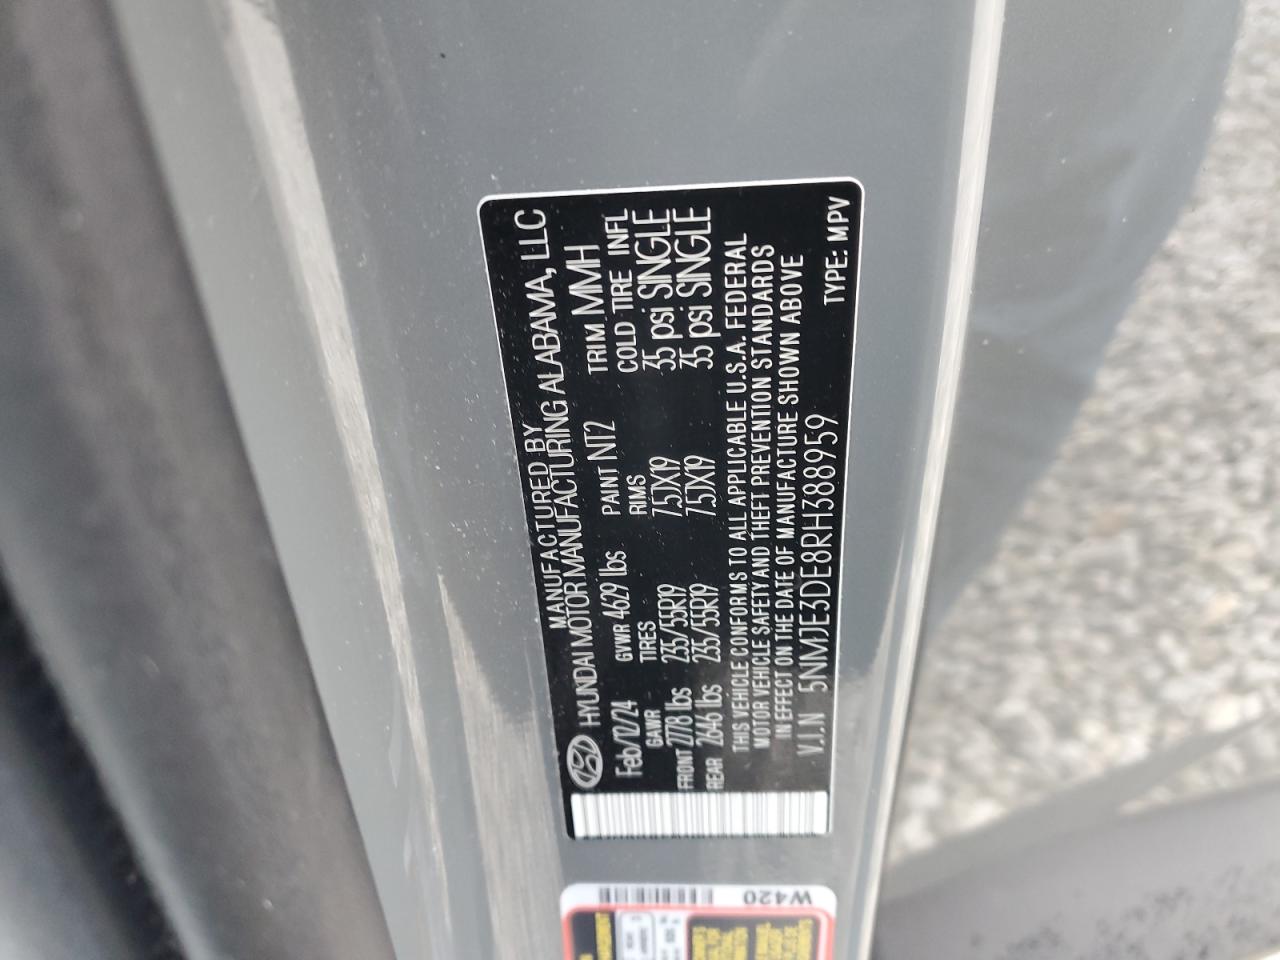 MANUFACTURED BY
HYUNDAI MOTOR MANUFACTURING ALABAMA, LLC
Feb/12/24 GVWR 4629 lbs PAINT NT2 TRIM MMH
GAWR TIRES RIMS COLD TIRE INFL
FRONT 2778 lbs 235/55R19 7.5JX19 35 psi SINGLE
REAR 2646 lbs 235/55R19 7.5JX19 35 psi SINGLE
THIS VEHICLE CONFORMS TO ALL APPLICABLE U.S.A. FEDERAL
MOTOR VEHICLE SAFETY AND THEFT PREVENTION STANDARDS
IN EFFECT ON THE DATE OF MANUFACTURE SHOWN ABOVE
V.I.N 5NMJE3DE8RH388959 TYPE: MPV
W420